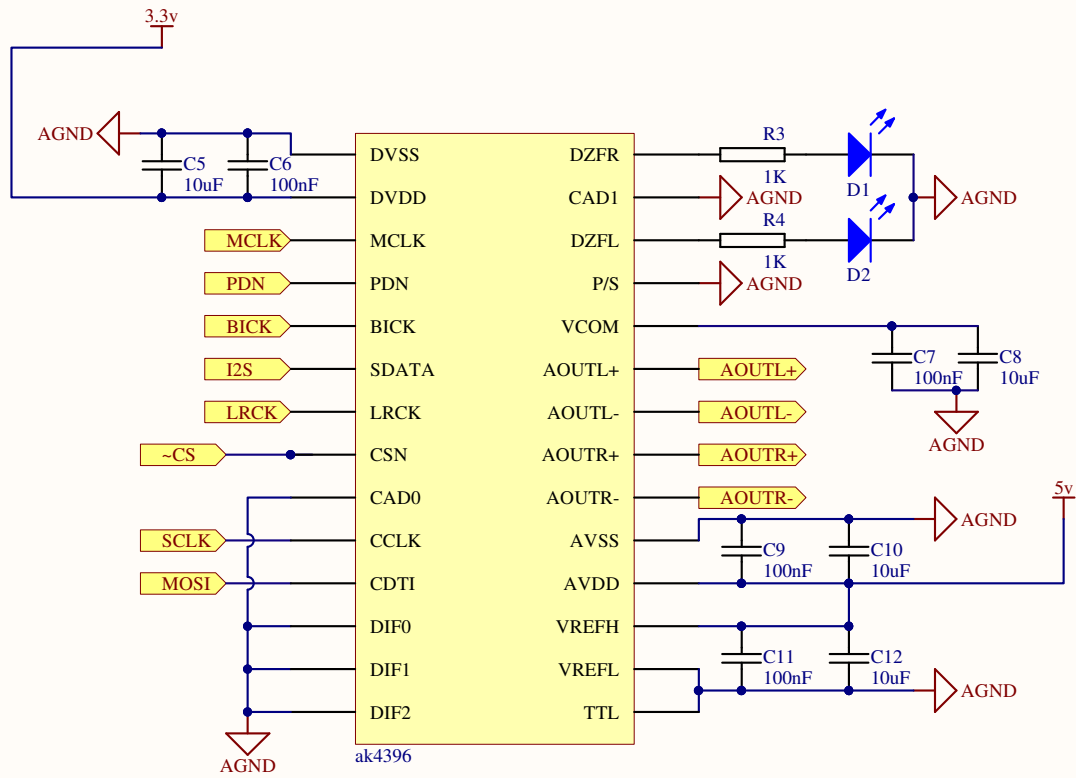 3.3v
AGND
C5
10uF
C6
100nF
DVSS
DVDD
MCLK
MCLK
PDN
PDN
BICK
BICK
I2S
SDATA
LRCK
LRCK
~CS
CSN
CAD0
SCLK
CCLK
MOSI
CDTI
DIF0
DIF1
DIF2
AGND
ak4396
DZFR
R3
1K
D1
CAD1
AGND
AGND
DZFL
R4
1K
D2
P/S
AGND
VCOM
C7
100nF
C8
10uF
AGND
AOUTL+
AOUTL+
AOUTL-
AOUTL-
AOUTR+
AOUTR+
AOUTR-
AOUTR-
5v
AVSS
AGND
C9
100nF
C10
10uF
AVDD
VREFH
C11
100nF
C12
10uF
VREFL
AGND
TTL